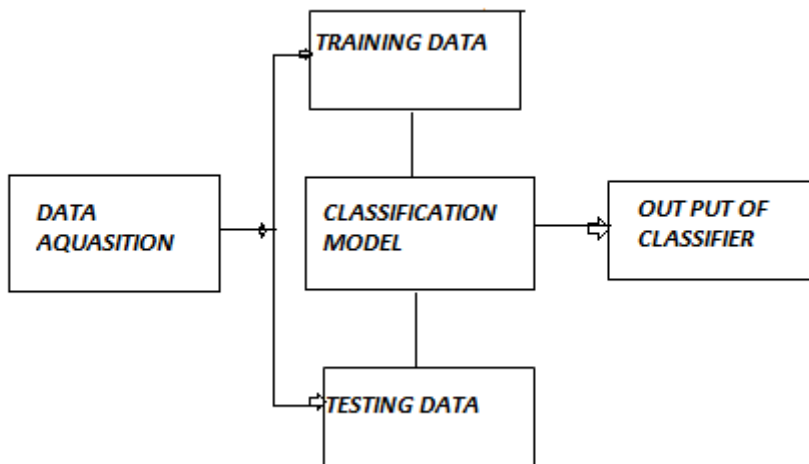 TRAINING DATA
DATA
AQUASITION
CLASSIFICATION
MODEL
OUT PUT OF
CLASSIFIER
TESTING DATA